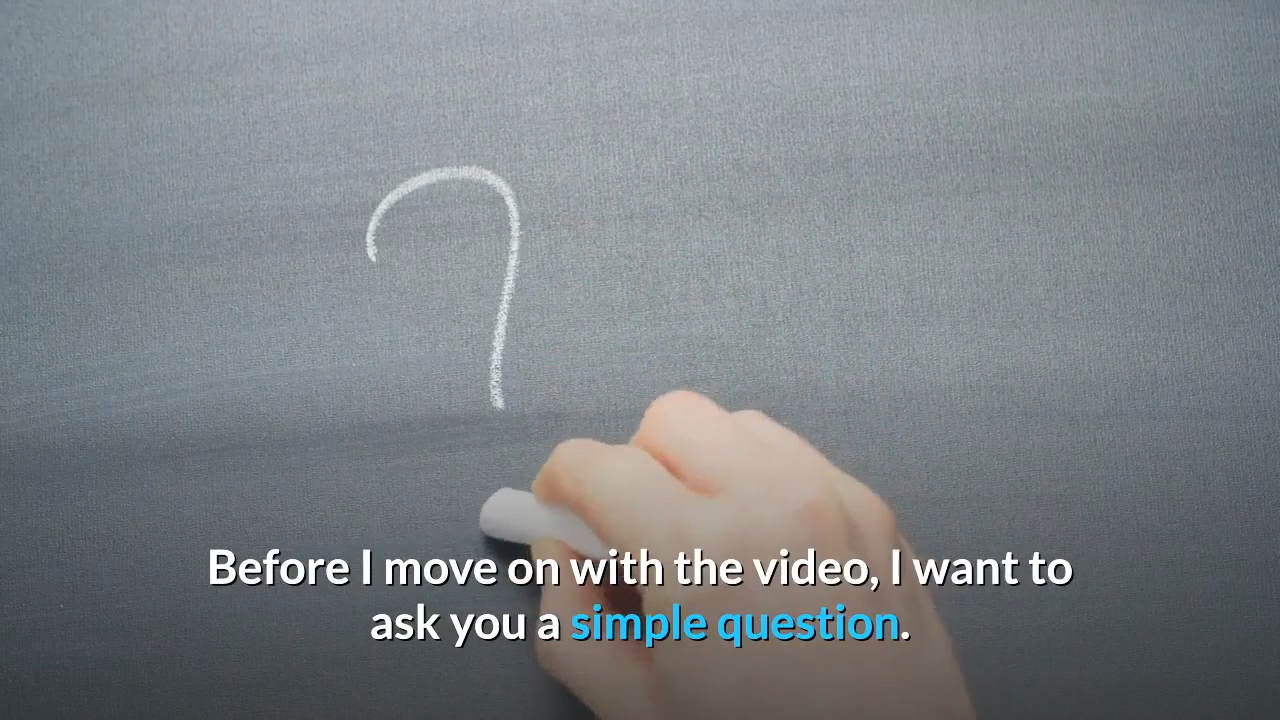 ?
Before I move on with the video, I want to
ask you a simple question.